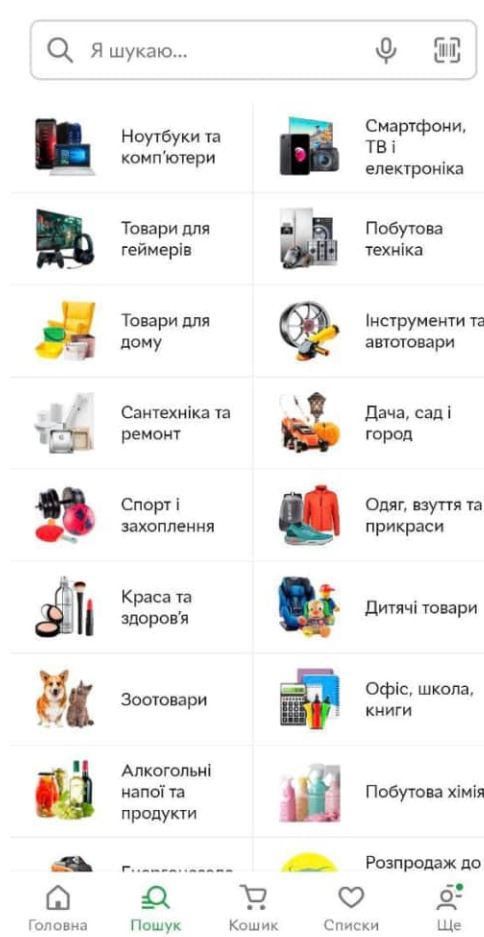 Я шукаю...
Ноутбуки та
комп'ютери
Смартфони,
ТВ і
електроніка
Товари для
геймерів
Побутова
техніка
Товари для
дому
Інструменти та
автотовари
Сантехніка та
ремонт
Дача, сад і
город
Спорт і
захоплення
Одяг, взуття та
прикраси
Краса та
здоров'я
Дитячі товари
Зоотовари
Офіс, школа,
книги
Алкогольні
напої та
продукти
Побутова хімія
Розпродаж до
Головна
Пошук
Кошик
Списки
Ще